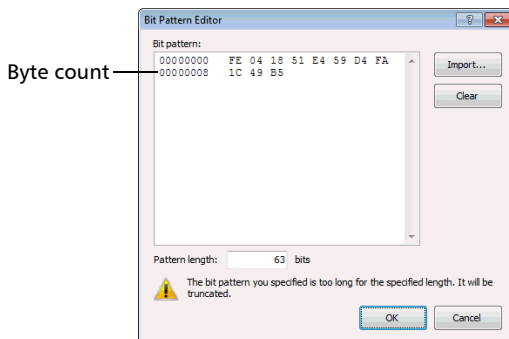 Bit Pattern Editor
Bit pattern:
00000000 FE 04 18 51 E4 59 D4 FA
Byte count
00000008 1C 49 B5
Import...
Clear
Pattern length: 63 bits
The bit pattern you specified is too long for the specified length. It will be
truncated.
OK Cancel